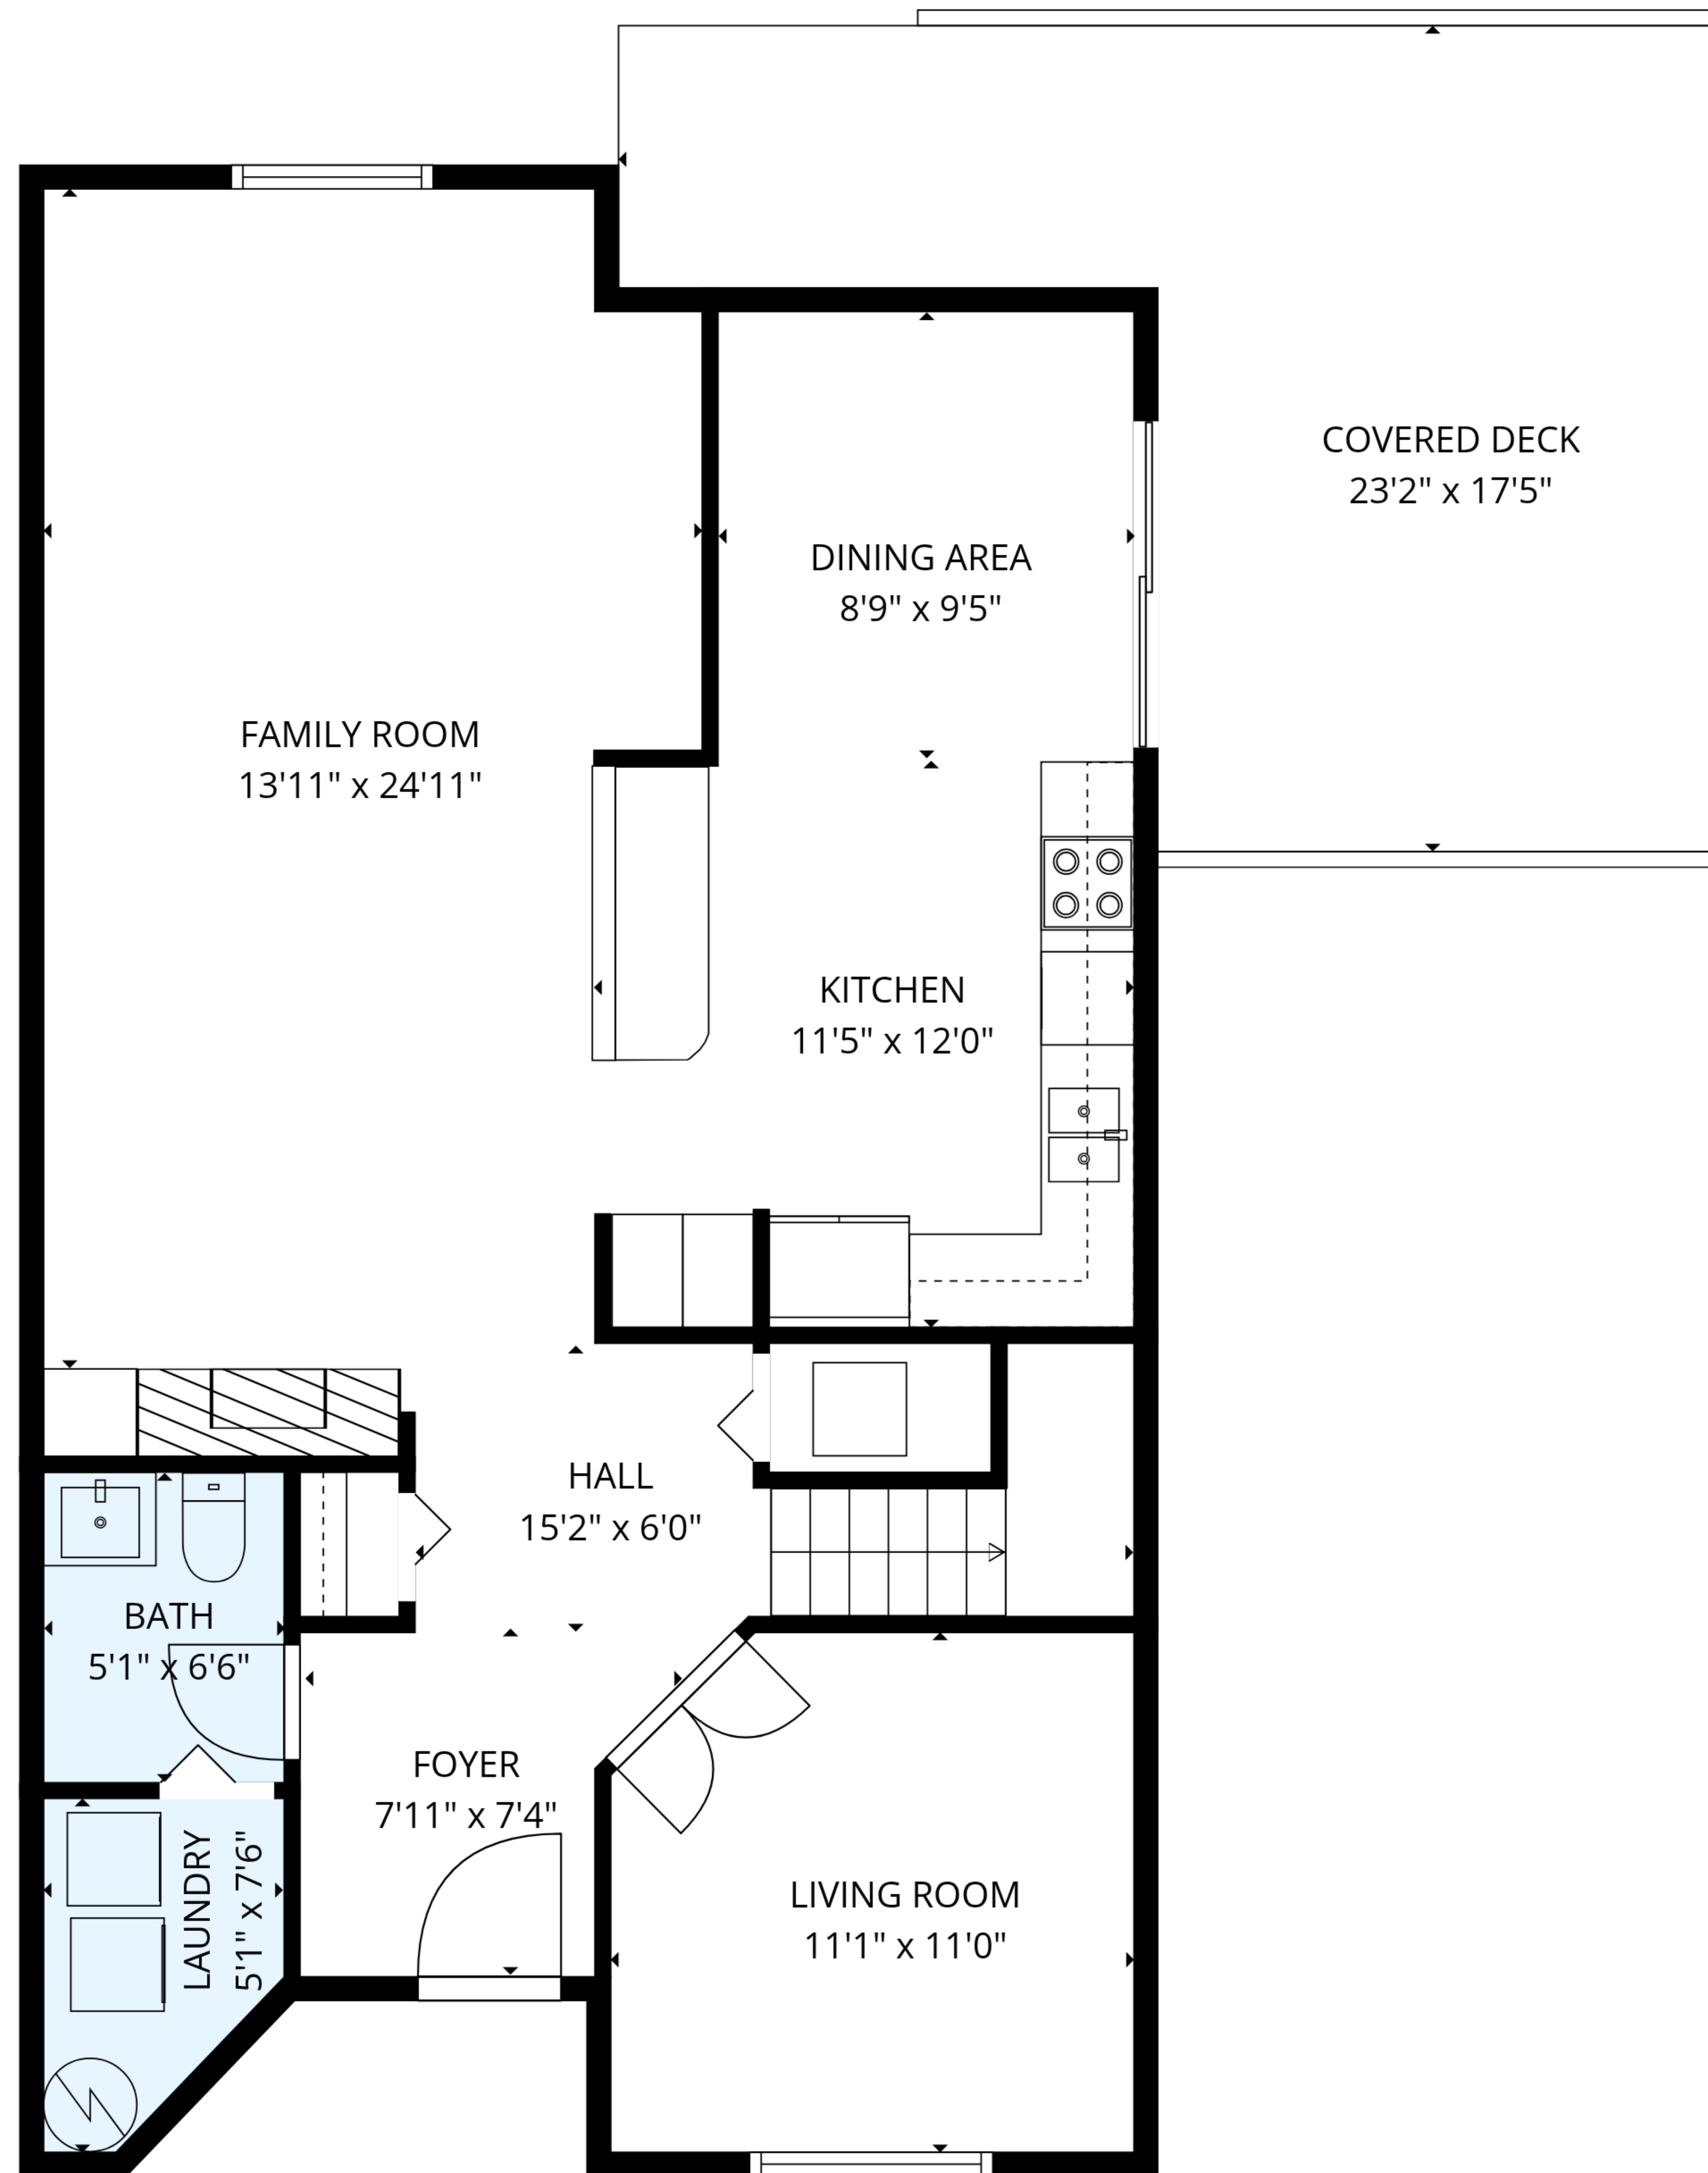 COVERED DECK
23'2" x 17'5"
DINING AREA
8'9" x 9'5"
FAMILY ROOM
13'11" x 24'11"
KITCHEN
11'5" x 12'0"
HALL
15'2" x 6'0"
BATH
5'1" x 6'6"
FOYER
7'11" x 7'4"
LAUNDRY
5'1" x 7'6"
LIVING ROOM
11'1" x 11'0"